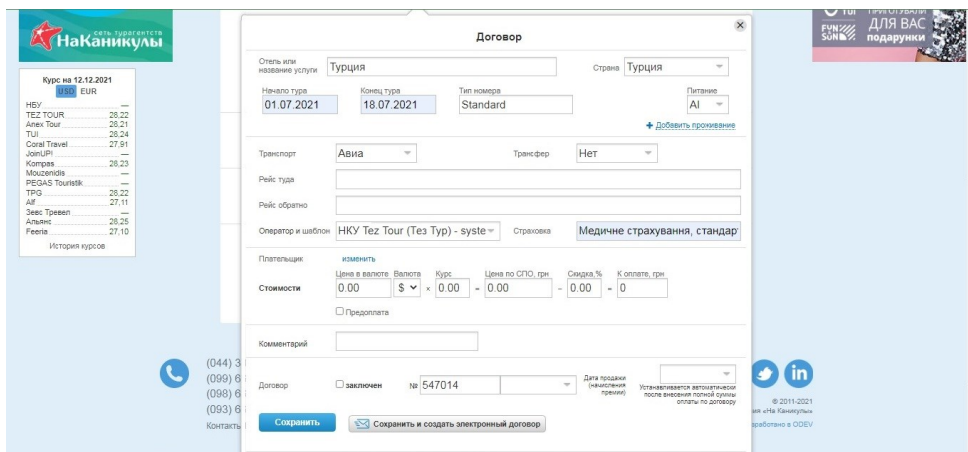 сеть турагентств
НаКаникулы
FUN&SUN
TUI
ПРИГОТУВАЛИ
ДЛЯ ВАС
подарунки
Курс на 12.12.2021
USD EUR
НБУ —
TEZ TOUR 28,22
Anex Tour 28,21
TUI 28,24
Coral Travel 27,91
JoinUP! —
Kompas 28,23
Mouzenidis —
PEGAS Touristik —
TPG 28,22
Alf 27,11
Зевс Тревел —
Альянс 28,25
Feeria 27,10
История курсов
Договор
Отель или название услуги Турция Страна Турция
Начало тура Конец тура Тип номера Питание
01.07.2021 18.07.2021 Standard AI
+ Добавить проживание
Транспорт Авиа Трансфер Нет
Рейс туда
Рейс обратно
Оператор и шаблон НКУ Tez Tour (Тез Тур) - syste Страховка Медичне страхування, стандар
Плательщик изменить
Цена в валюте Валюта Курс Цена по СПО, грн Скидка,% К оплате, грн
Стоимости 0.00 $ × 0.00 = 0.00 − 0.00 = 0
Предоплата
Комментарий
Договор заключен № 547014
Дата продажи
(начисления
премии)
Устанавливается автоматически
после внесения полной суммы
оплаты по договору
Сохранить Сохранить и создать электронный договор
(044) 3
(099) 6
(098) 6
(093) 6
Контакты
in
© 2011-2021
«На Каникулы»
в ODEV